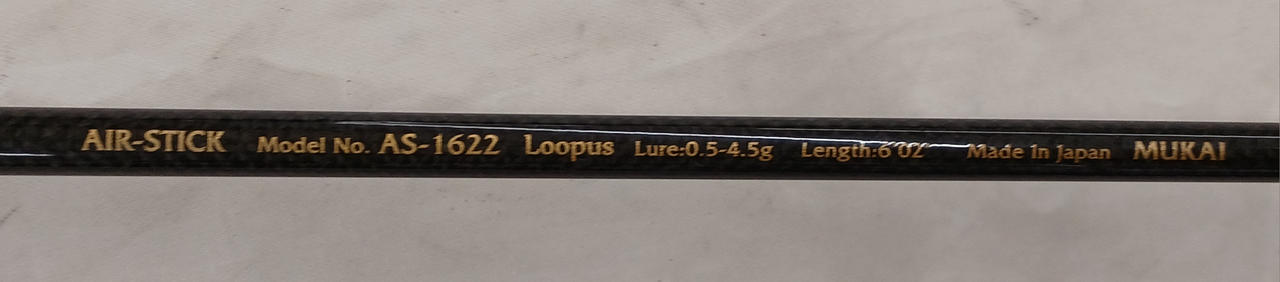 AIR-STICK Model No. AS-1622 Loopus Lure:0.5-4.5g Length:6'02" Made In Japan MUKAI